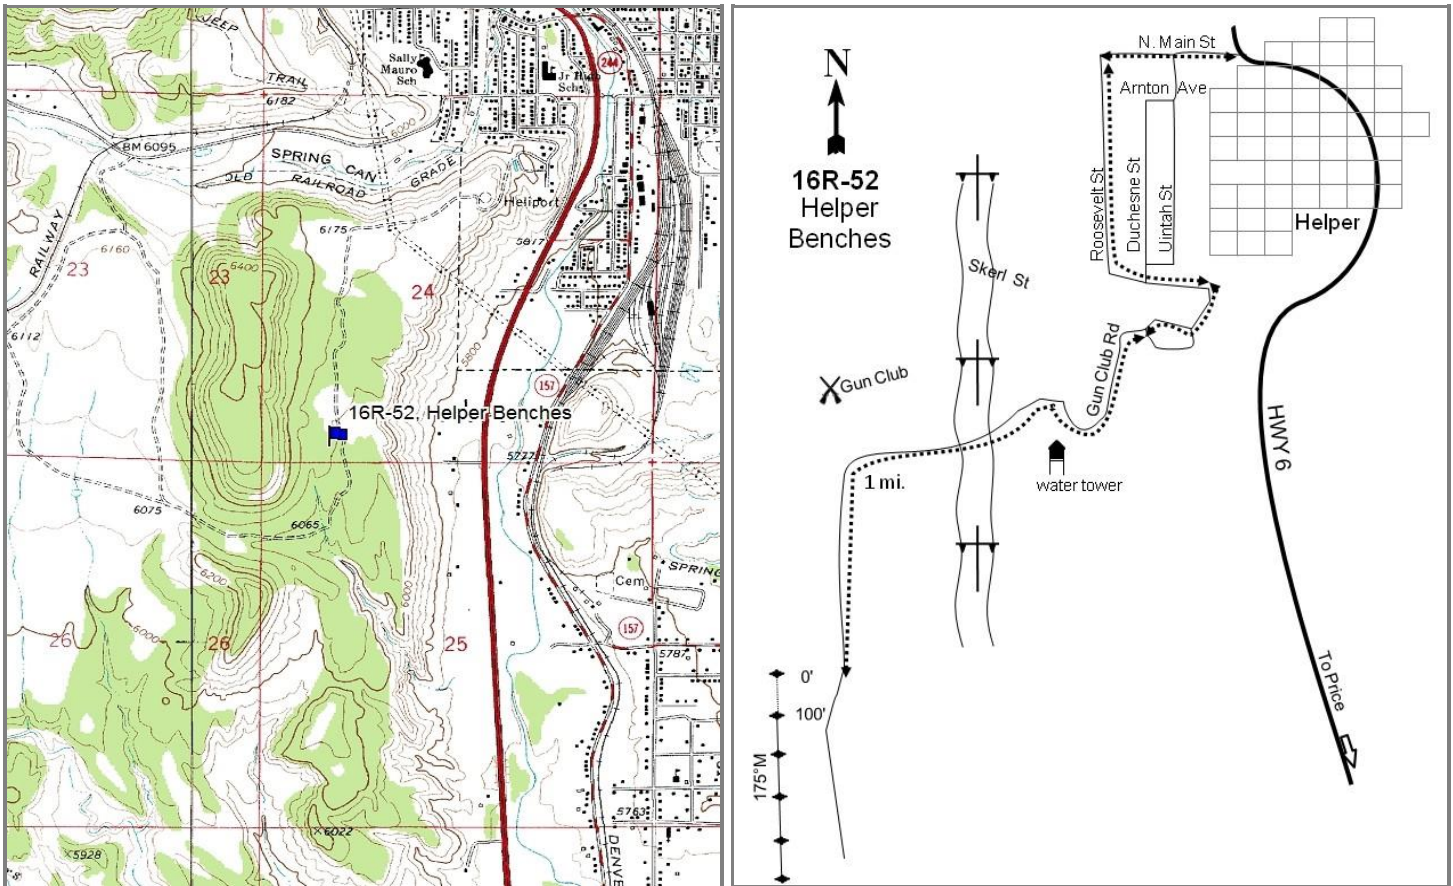 JEEP
TRAIL
6182
Sally
Mauro
Sch
Jr High
Sch
244
BM 6095
6000
SPRING CAN
OLD RAILROAD GRADE
Heliport
RAILWAY
6160
6175
5817
23
6400
23
24
6112
5800
157
16R-52, Helper Benches
5777
6075
6065
6200
6000
Cem
SPRING
26
6000
26
25
157
5787
5763
6022
5928
DENVE
N
16R-52
Helper
Benches
N. Main St
Arnton Ave
Roosevelt St
Duchesne St
Uintah St
Helper
Skerl St
Gun Club
Gun Club Rd
HWY 6
1 mi.
water tower
To Price
0'
100'
175°M